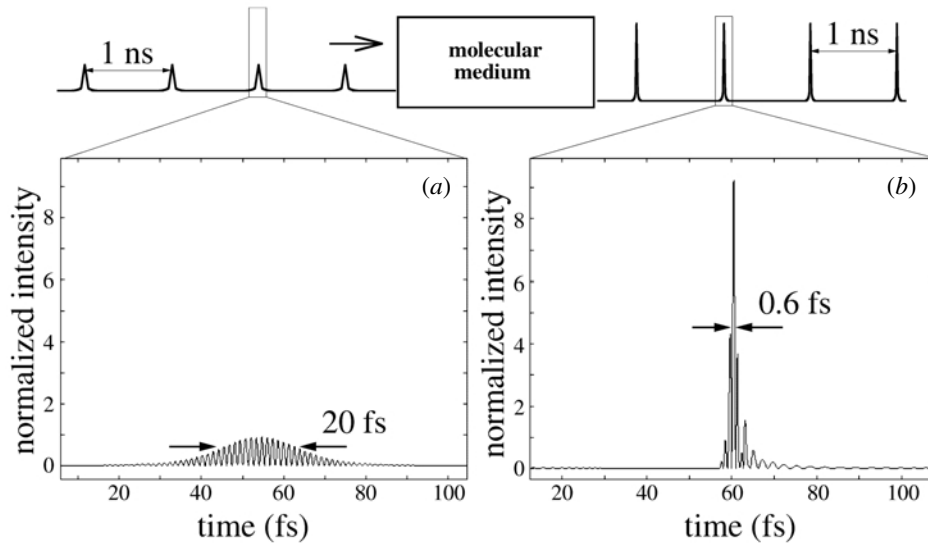 1 ns
molecular
medium
1 ns
(a)
normalized intensity
8
6
4
2
0
20 fs
20 40 60 80 100
time (fs)
(b)
normalized intensity
8
6
4
2
0
0.6 fs
20 40 60 80 100
time (fs)